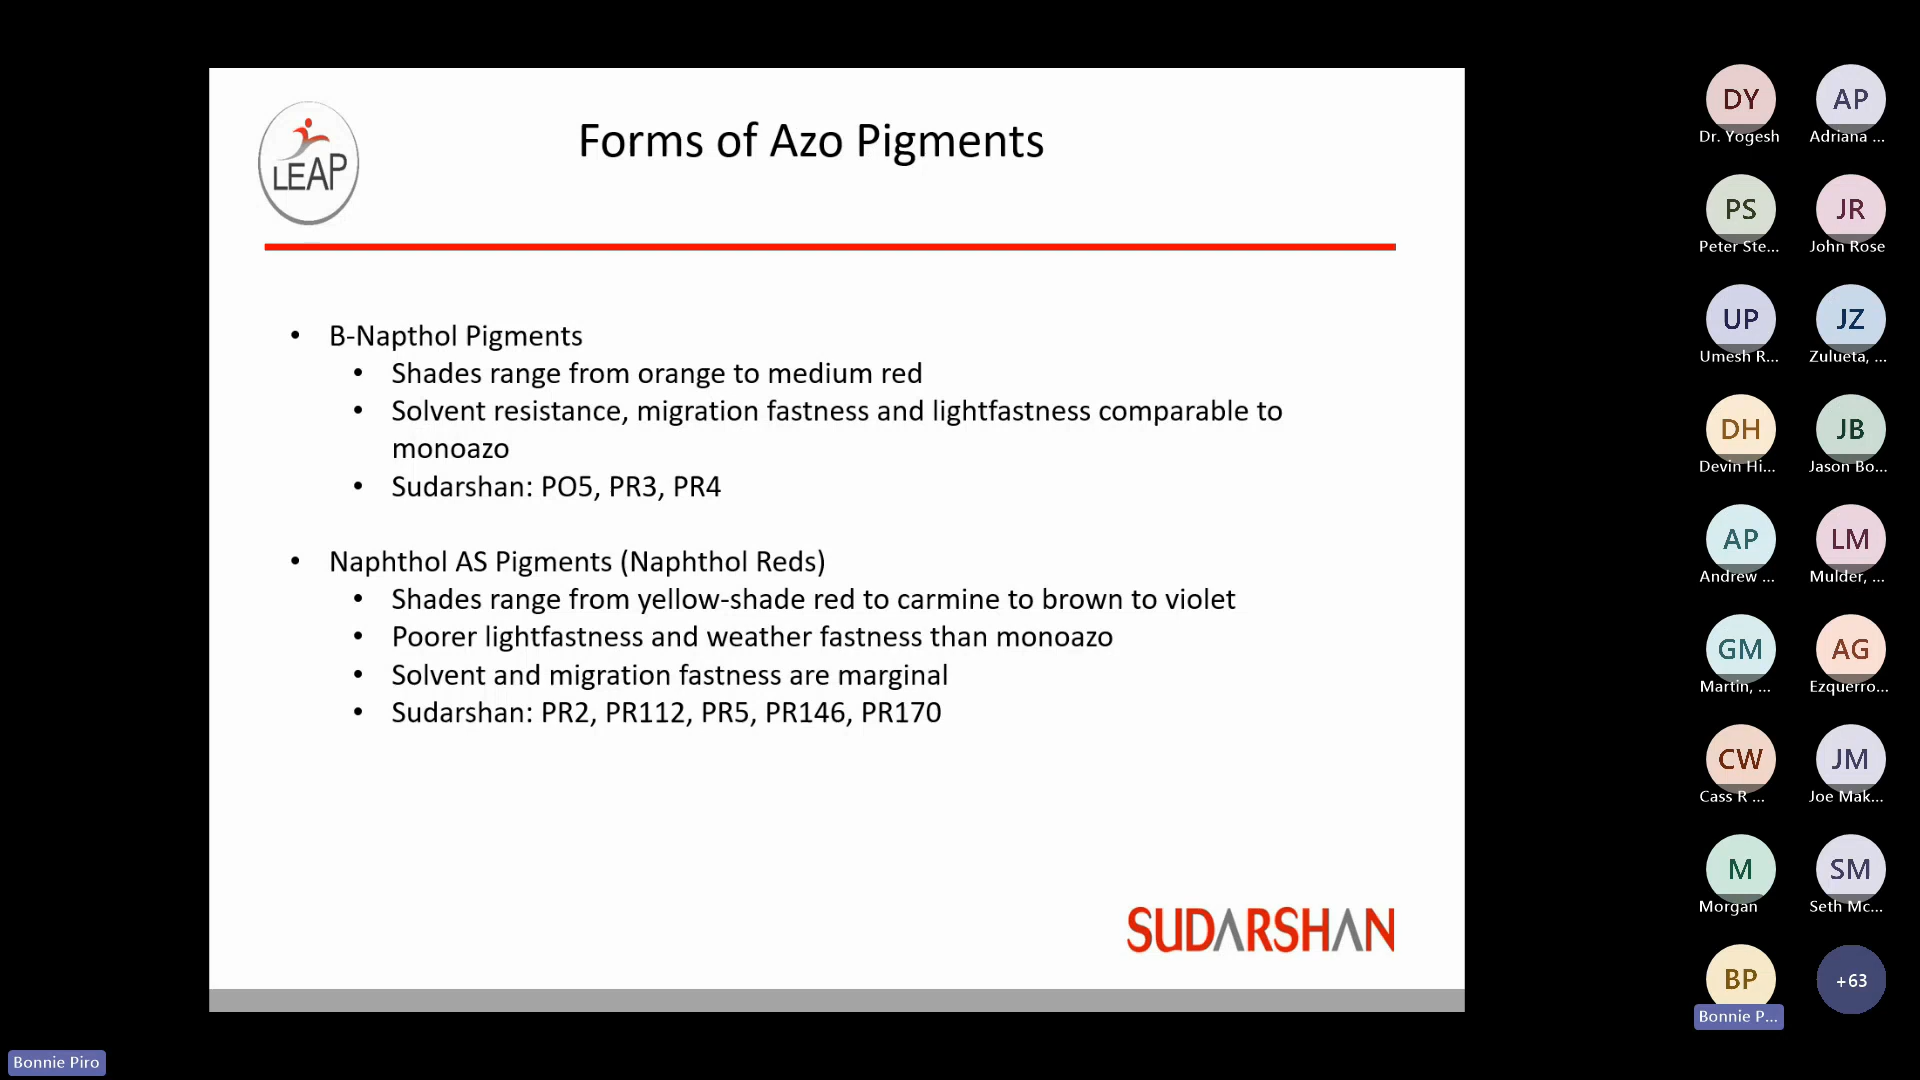 LEAP
Forms of Azo Pigments
• B-Napthol Pigments
• Shades range from orange to medium red
• Solvent resistance, migration fastness and lightfastness comparable to
monoazo
• Sudarshan: PO5, PR3, PR4
• Naphthol AS Pigments (Naphthol Reds)
• Shades range from yellow-shade red to carmine to brown to violet
• Poorer lightfastness and weather fastness than monoazo
• Solvent and migration fastness are marginal
• Sudarshan: PR2, PR112, PR5, PR146, PR170
SUDARSHAN
DY AP
Dr. Yogesh Adriana ...
PS JR
Peter Ste... John Rose
UP JZ
Umesh R... Zulueta, ...
DH JB
Devin Hi... Jason Bo...
AP LM
Andrew ... Mulder, ...
GM AG
Martin, ... Ezquerro...
CW JM
Cass R ... Joe Mak...
M SM
Morgan Seth Mc...
BP +63
Bonnie P...
Bonnie Piro